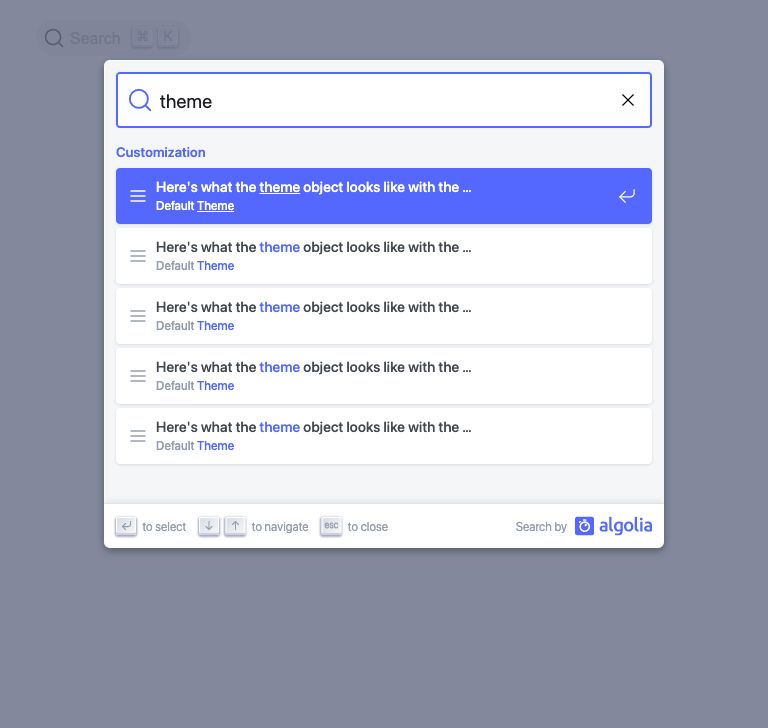 Search ⌘ K
theme
Customization
Here's what the theme object looks like with the ...
Default Theme
Here's what the theme object looks like with the ...
Default Theme
Here's what the theme object looks like with the ...
Default Theme
Here's what the theme object looks like with the ...
Default Theme
Here's what the theme object looks like with the ...
Default Theme
to select to navigate esc to close Search by algolia